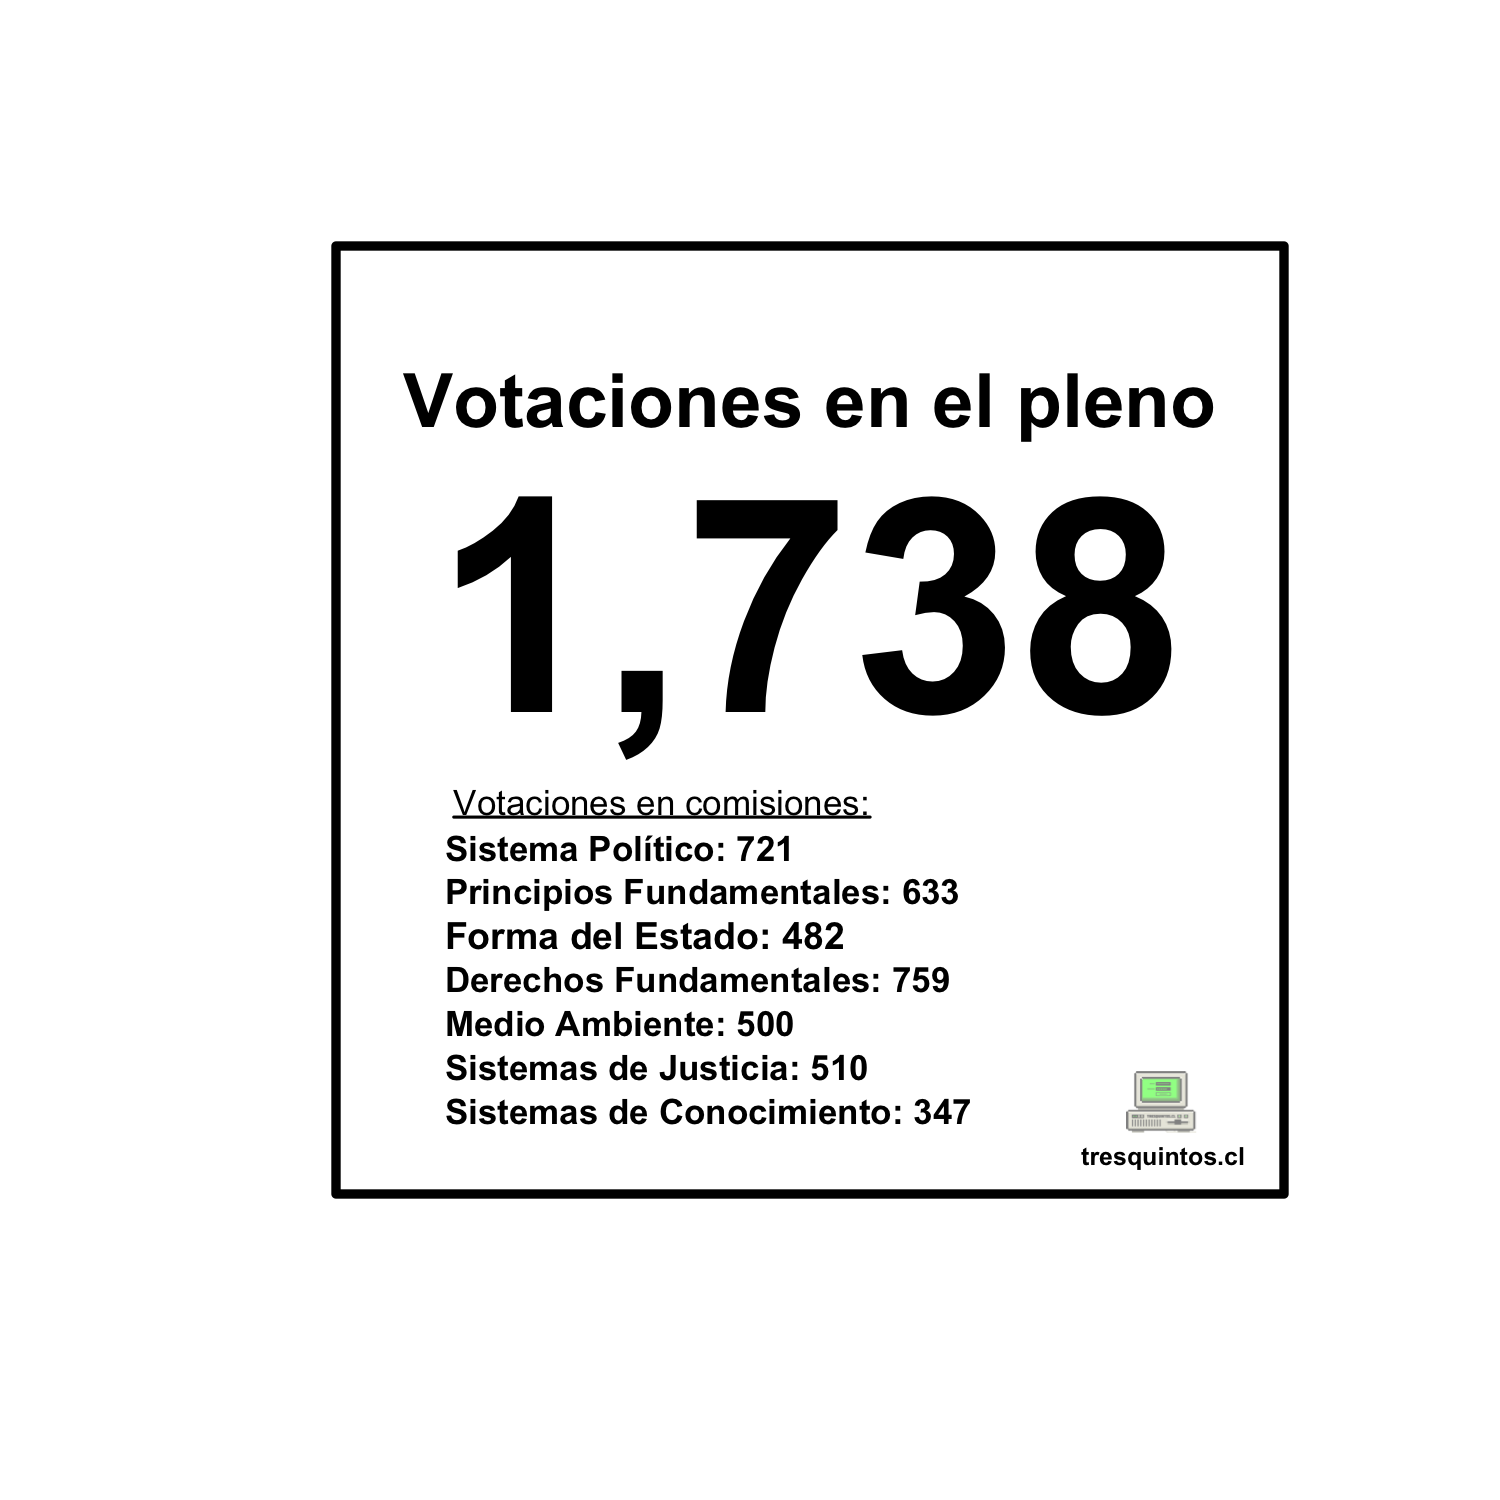 Votaciones en el pleno
1,738
Votaciones en comisiones:
Sistema Político: 721
Principios Fundamentales: 633
Forma del Estado: 482
Derechos Fundamentales: 759
Medio Ambiente: 500
Sistemas de Justicia: 510
Sistemas de Conocimiento: 347
tresquintos.cl